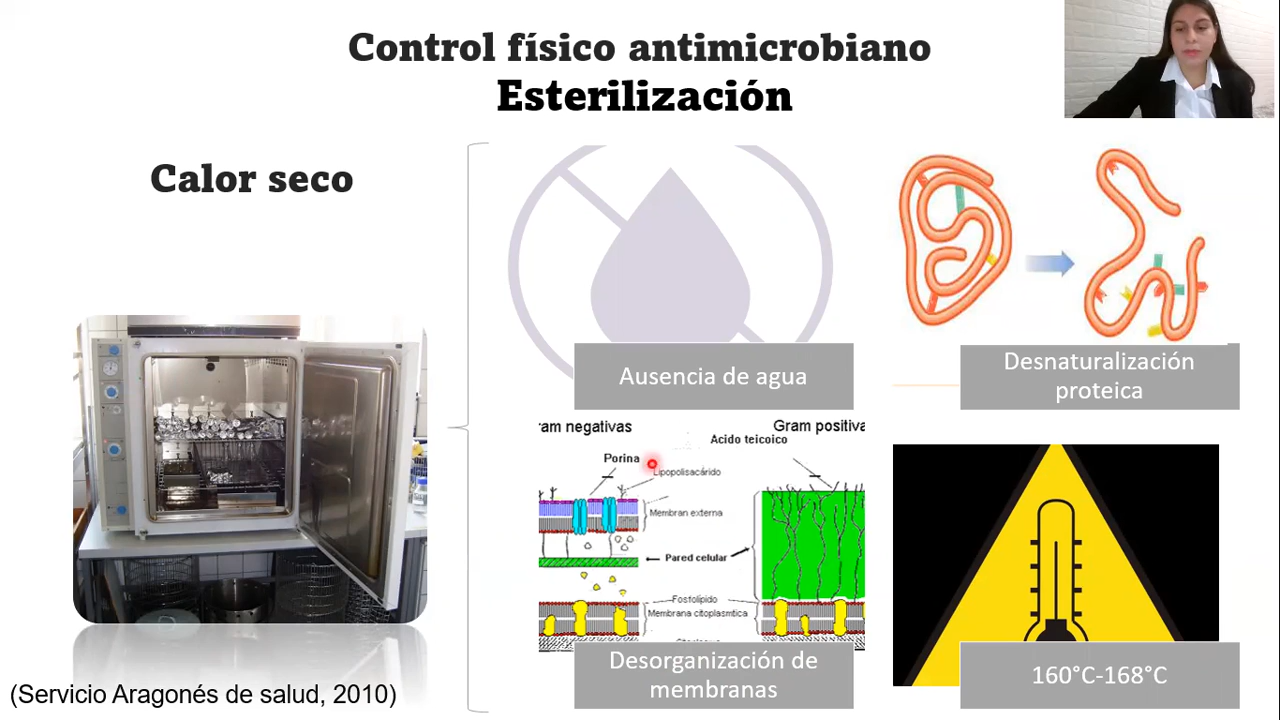 Control físico antimicrobiano
Esterilización
Calor seco
Ausencia de agua
Desnaturalización
proteica
ram negativas
Gram positiva
Acido teicoico
Porina
Lipopolisacárido
Membran externa
Pared celular
Fosfolípido
Membrana citoplasmtica
Desorganización de
membranas
160°C-168°C
(Servicio Aragonés de salud, 2010)